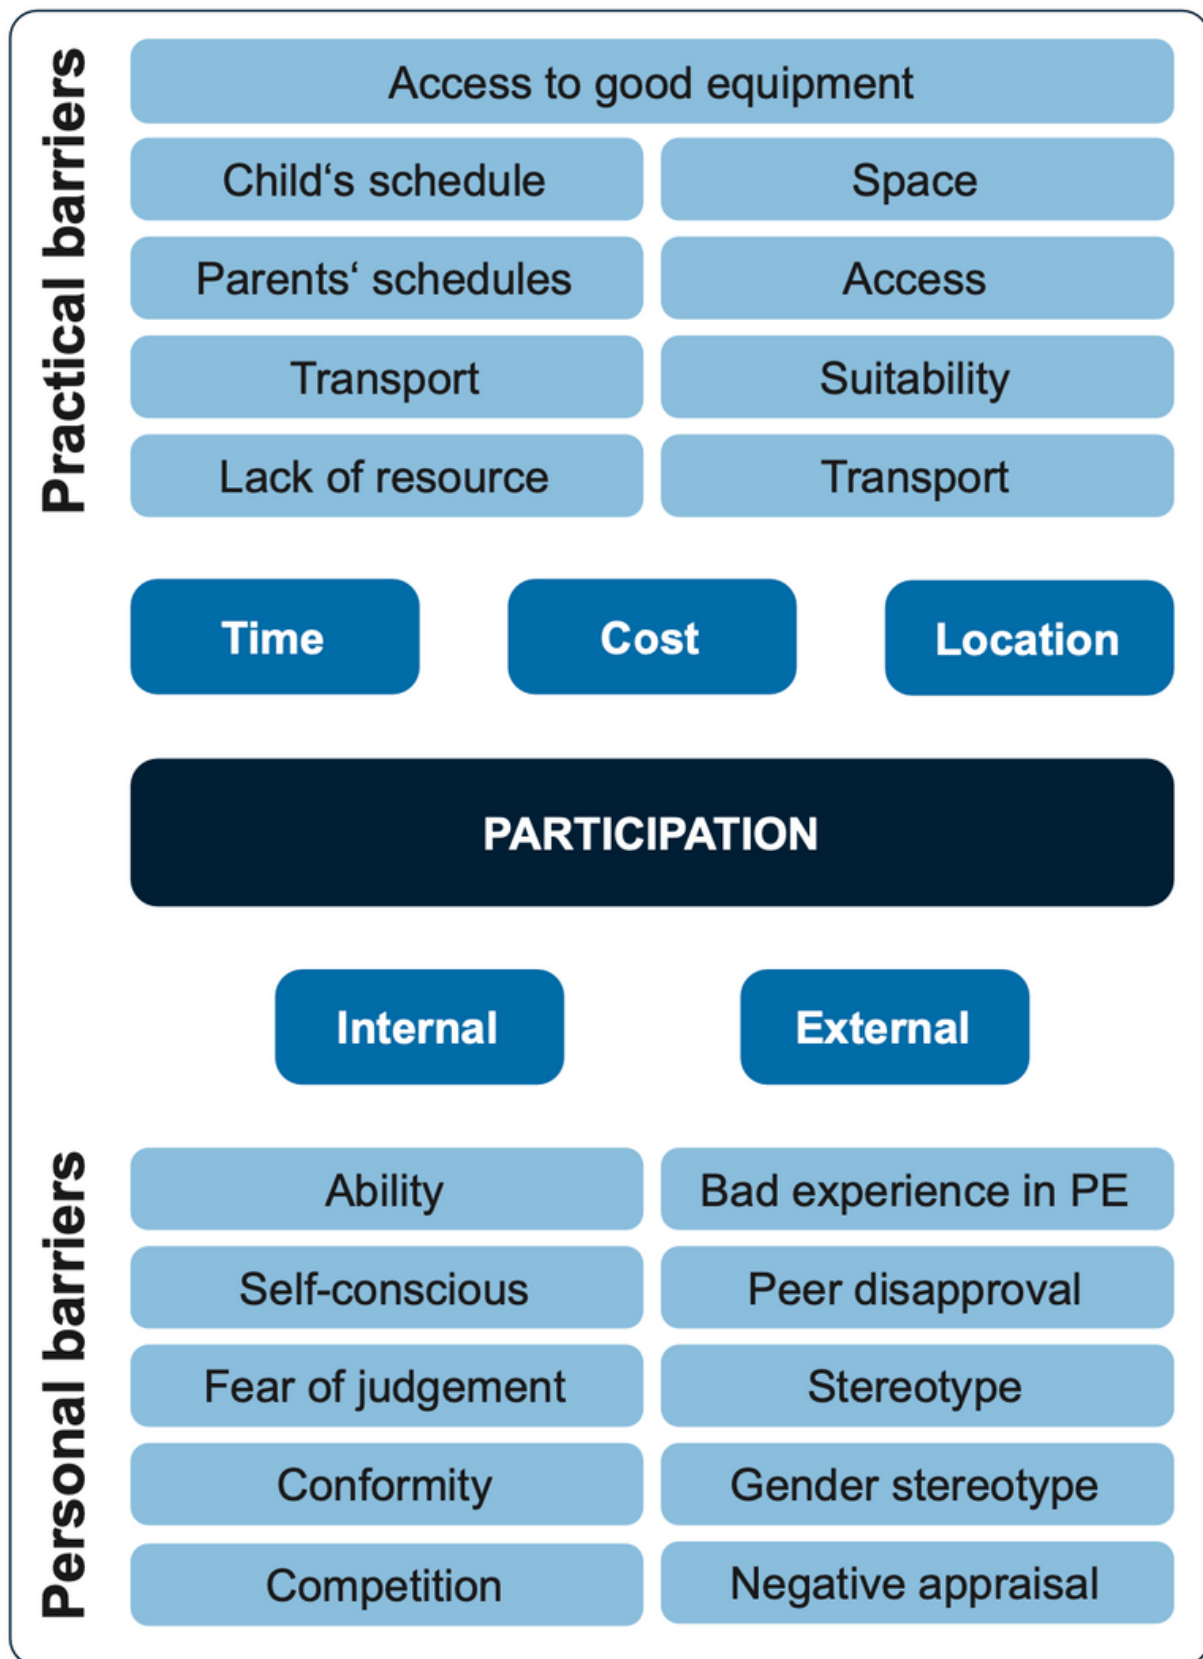 Practical barriers
Access to good equipment
Child‘s schedule
Space
Parents‘ schedules
Access
Transport
Suitability
Lack of resource
Transport
Time
Cost
Location
PARTICIPATION
Internal
External
Personal barriers
Ability
Bad experience in PE
Self-conscious
Peer disapproval
Fear of judgement
Stereotype
Conformity
Gender stereotype
Competition
Negative appraisal